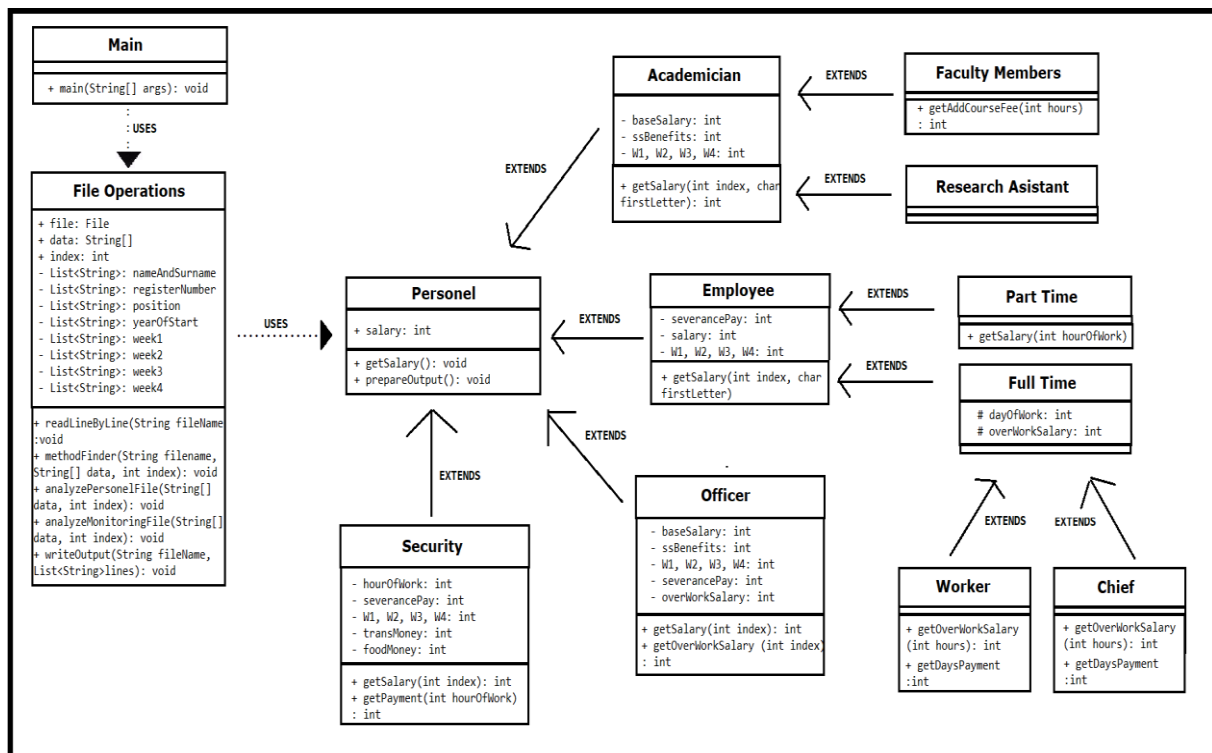 Main
+ main(String[] args): void
: USES
File Operations
+ file: File
+ data: String[]
+ index: int
- List<String>: nameAndSurname
- List<String>: registerNumber
- List<String>: position
- List<String>: yearOfStart
- List<String>: week1
- List<String>: week2
- List<String>: week3
- List<String>: week4
+ readLineByLine(String fileName
:void
+ methodFinder(String filename,
String[] data, int index): void
+ analyzePersonelFile(String[]
data, int index): void
+ analyzeMonitoringFile(String[]
data, int index): void
+ writeOutput(String fileName,
List<String>lines): void
USES
Personel
+ salary: int
+ getSalary(): void
+ prepareOutput(): void
EXTENDS
Academician
- baseSalary: int
- ssBenefits: int
- W1, W2, W3, W4: int
+ getSalary(int index, char
firstLetter): int
EXTENDS
Faculty Members
+ getAddCourseFee(int hours)
: int
EXTENDS
Research Asistant
EXTENDS
Employee
- severancePay: int
- salary: int
- W1, W2, W3, W4: int
+ getSalary(int index, char
firstLetter)
EXTENDS
Part Time
+ getSalary(int hourOfWork)
EXTENDS
Full Time
# dayOfWork: int
# overWorkSalary: int
EXTENDS
EXTENDS
Worker
+ getOverWorkSalary
(int hours): int
+ getDaysPayment
:int
Chief
+ getOverWorkSalary
(int hours): int
+ getDaysPayment
:int
EXTENDS
Security
- hourOfWork: int
- severancePay: int
- W1, W2, W3, W4: int
- transMoney: int
- foodMoney: int
+ getSalary(int index): int
+ getPayment(int hourOfWork)
: int
EXTENDS
Officer
- baseSalary: int
- ssBenefits: int
- W1, W2, W3, W4: int
- severancePay: int
- overWorkSalary: int
+ getSalary(int index): int
+ getOverWorkSalary (int index)
: int